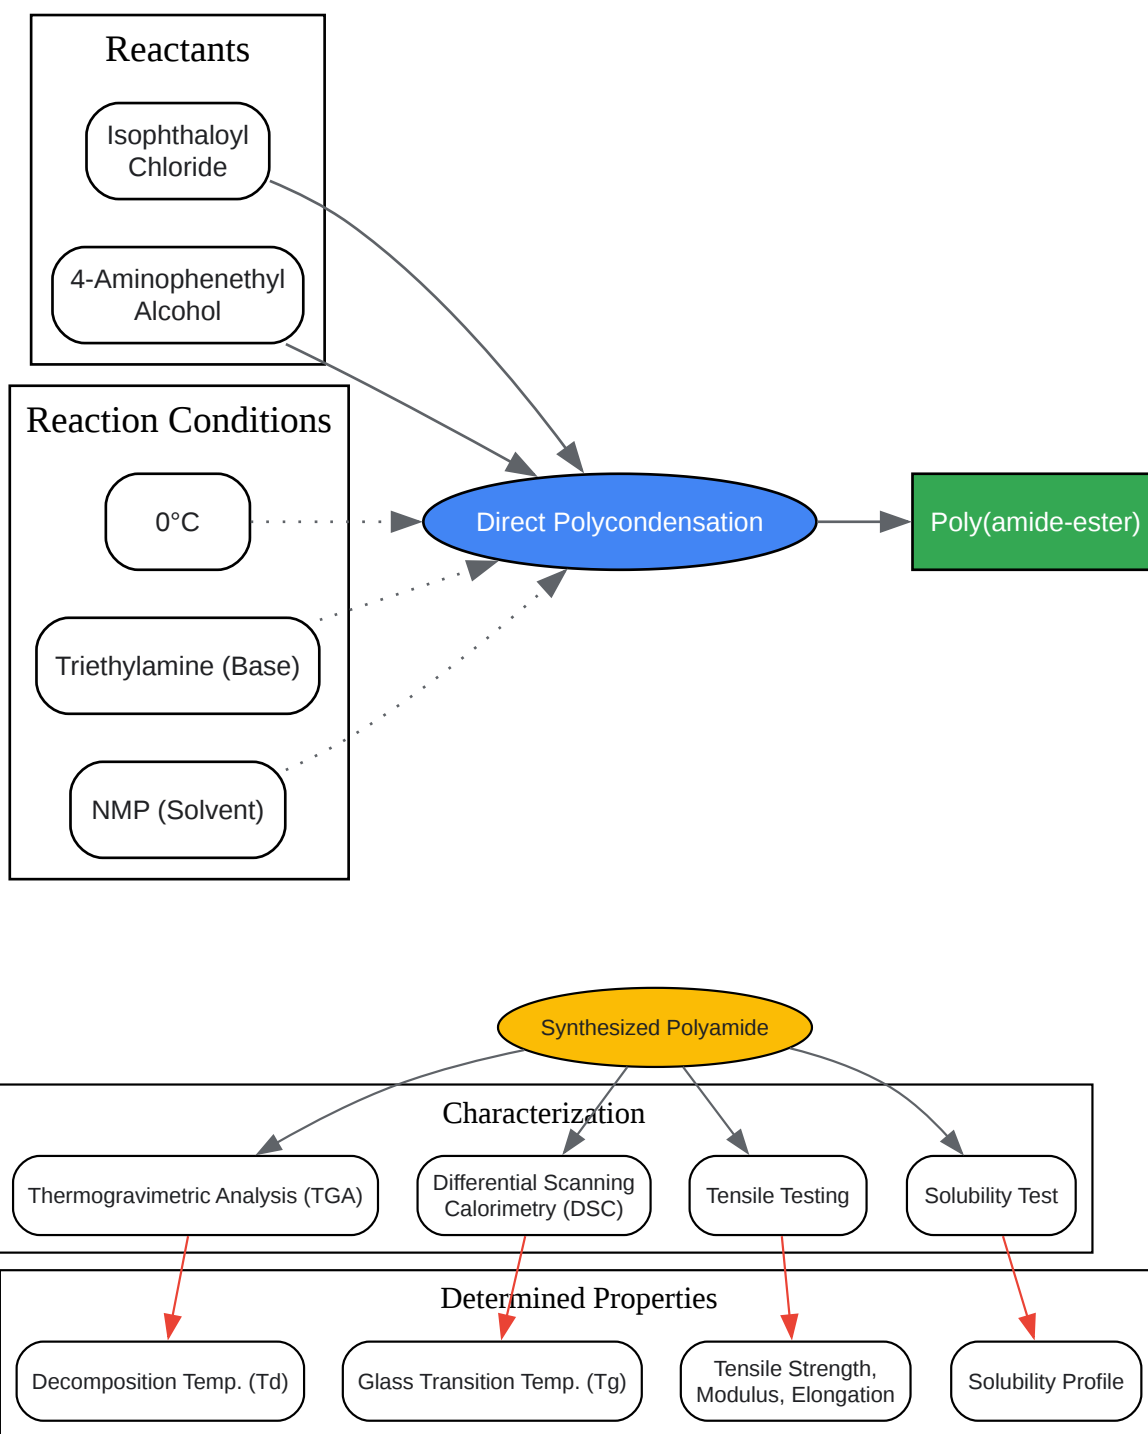 Reactants
Isophthaloyl
Chloride
4-Aminophenethyl
Alcohol
Reaction Conditions
0°C
Direct Polycondensation
Poly(amide-ester)
Triethylamine (Base)
NMP (Solvent)
Synthesized Polyamide
Characterization
Thermogravimetric Analysis (TGA)
Differential Scanning
Calorimetry (DSC)
Tensile Testing
Solubility Test
Determined Properties
Decomposition Temp. (Td)
Glass Transition Temp. (Tg)
Tensile Strength,
Modulus, Elongation
Solubility Profile